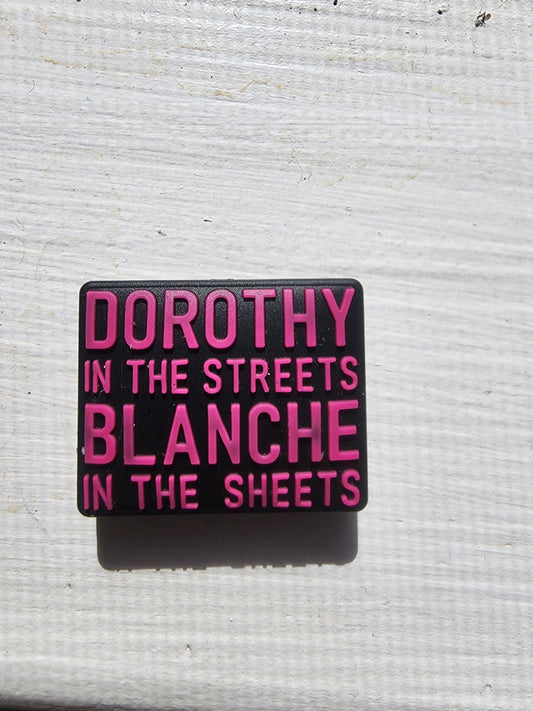 DOROTHY
IN THE STREETS
BLANCHE
IN THE SHEETS